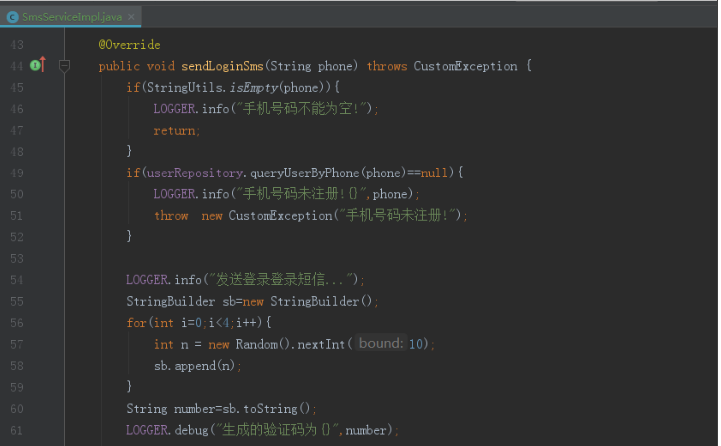 SmsServiceImpl.java ×
43 @Override
44 public void sendLoginSms(String phone) throws CustomException {
45 if(StringUtils.isEmpty(phone)){
46 LOGGER.info("手机号码不能为空!");
47 return;
48 }
49 if(userRepository.queryUserByPhone(phone)==null){
50 LOGGER.info("手机号码未注册!{}",phone);
51 throw new CustomException("手机号码未注册!");
52 }
53
54 LOGGER.info("发送登录登录短信...");
55 StringBuilder sb=new StringBuilder();
56 for(int i=0;i<4;i++){
57 int n = new Random().nextInt( bound: 10);
58 sb.append(n);
59 }
60 String number=sb.toString();
61 LOGGER.debug("生成的验证码为{}",number);